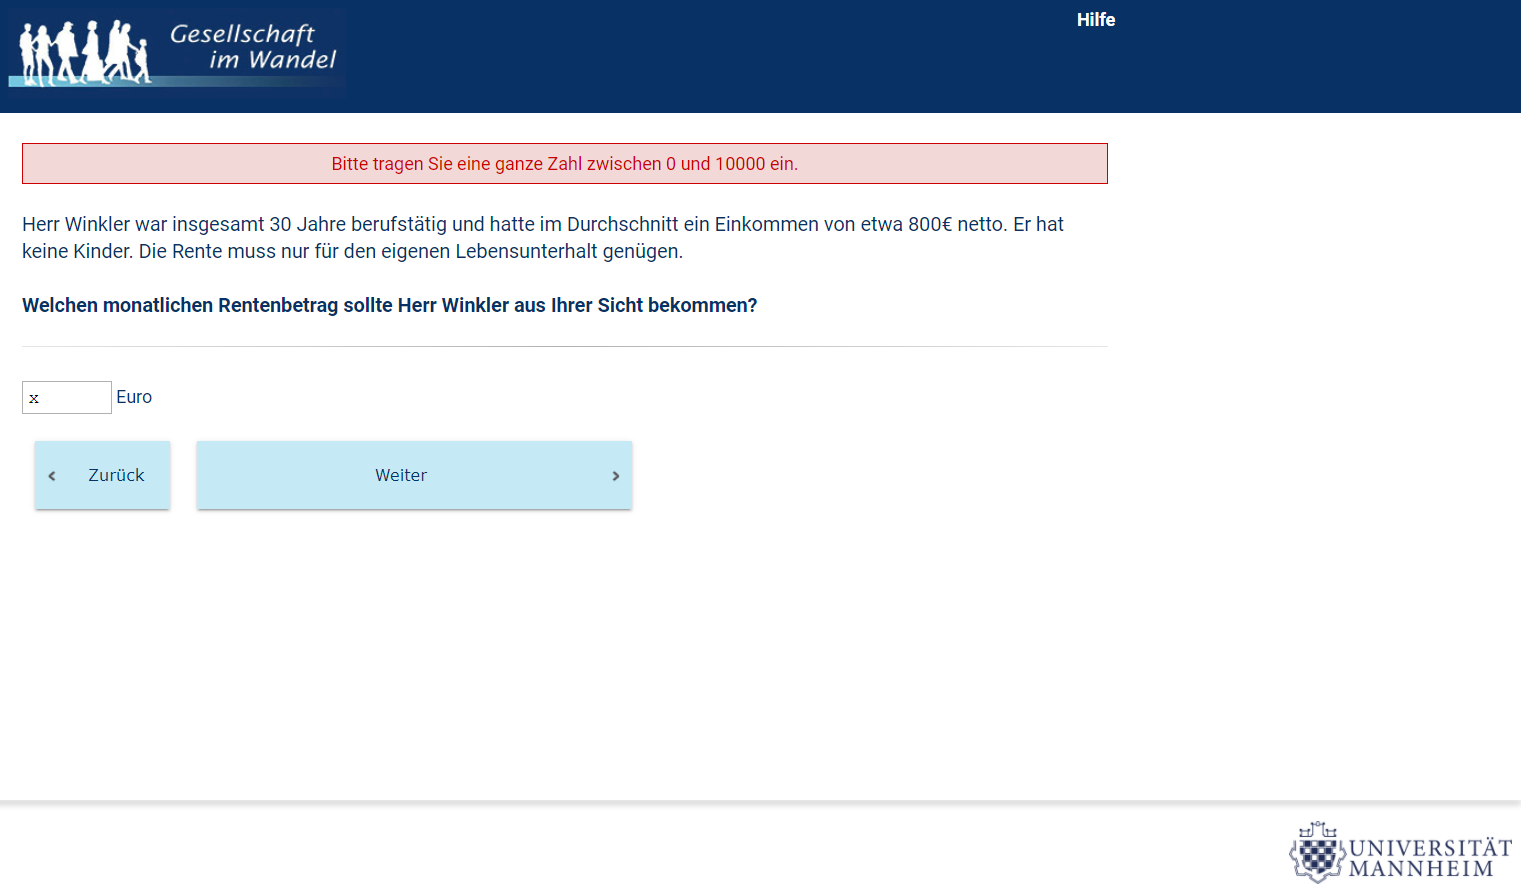 Gesellschaft
im Wandel
Hilfe
Bitte tragen Sie eine ganze Zahl zwischen 0 und 10000 ein.
Herr Winkler war insgesamt 30 Jahre berufstätig und hatte im Durchschnitt ein Einkommen von etwa 800€ netto. Er hat
keine Kinder. Die Rente muss nur für den eigenen Lebensunterhalt genügen.
Welchen monatlichen Rentenbetrag sollte Herr Winkler aus Ihrer Sicht bekommen?
x Euro
Zurück Weiter
UNIVERSITÄT
MANNHEIM